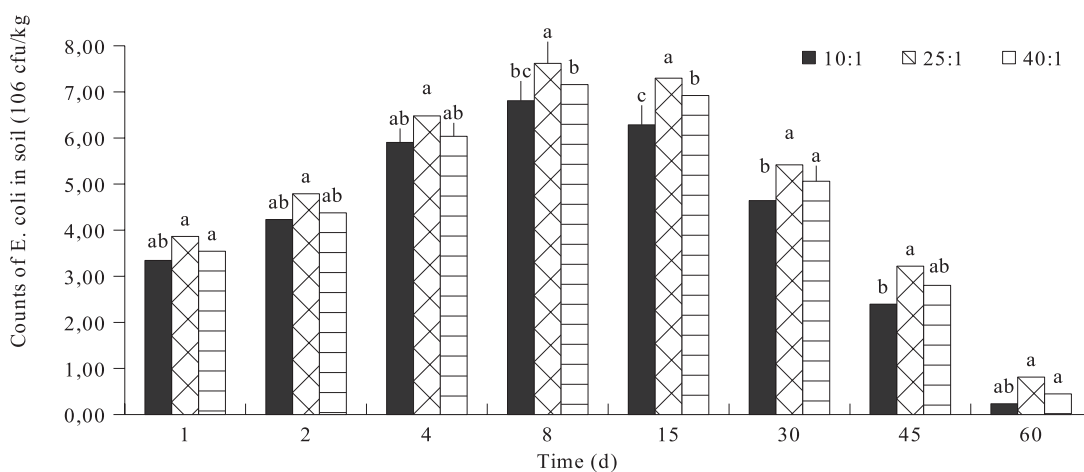 Counts of E. coli in soil (106 cfu/kg
8,00
7,00
6,00
5,00
4,00
3,00
2,00
1,00
0,00
10:1 25:1 40:1
ab a a
ab a ab
ab a ab
bc a b
c a b
b a a
b a ab
ab a a
1 2 4 8 15 30 45 60
Time (d)